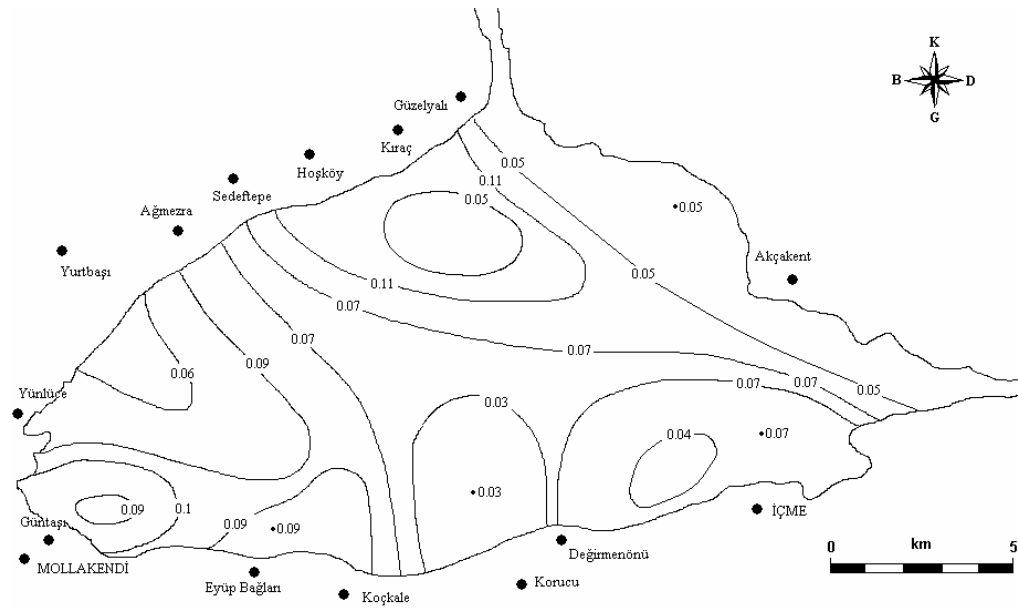 K
B D
G
Güzelyalı
Kıraç
Hoşköy
Sedeftepe
Ağmezra
Yurtbaşı
Akçakent
Yünlüce
Güntaşı
MOLLAKENDİ
Eyüp Bağları
Koçkale
Korucu
Değirmenönü
İÇME
0.05
0.11
0.05
0.05
0.05
0.11
0.07
0.07
0.09
0.06
0.07
0.07
0.07
0.05
0.03
0.04
0.07
0.03
0.09
0.1
0.09
0.09
km
0 5